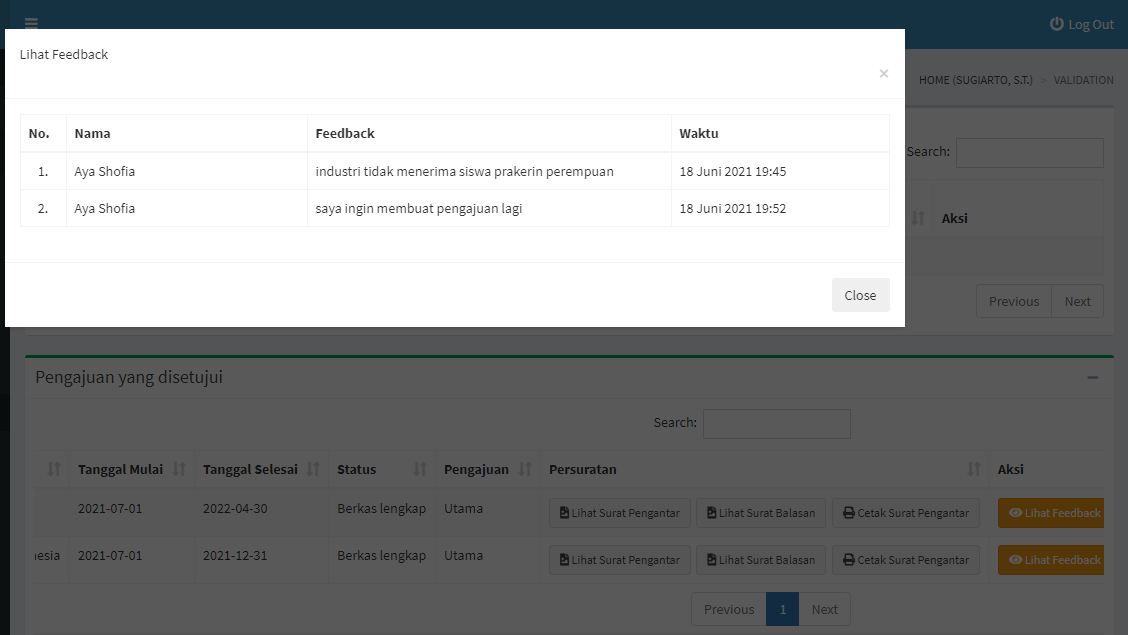 Log Out
Lihat Feedback
×
HOME (SUGIARTO, S.T.) > VALIDATION
No. Nama Feedback Waktu
1. Aya Shofia industri tidak menerima siswa prakerin perempuan 18 Juni 2021 19:45
2. Aya Shofia saya ingin membuat pengajuan lagi 18 Juni 2021 19:52
Close
Search:
Aksi
Previous Next
Pengajuan yang disetujui
Search:
Tanggal Mulai Tanggal Selesai Status Pengajuan Persuratan Aksi
2021-07-01 2022-04-30 Berkas lengkap Utama Lihat Surat Pengantar Lihat Surat Balasan Cetak Surat Pengantar Lihat Feedback
nesia 2021-07-01 2021-12-31 Berkas lengkap Utama Lihat Surat Pengantar Lihat Surat Balasan Cetak Surat Pengantar Lihat Feedback
Previous 1 Next